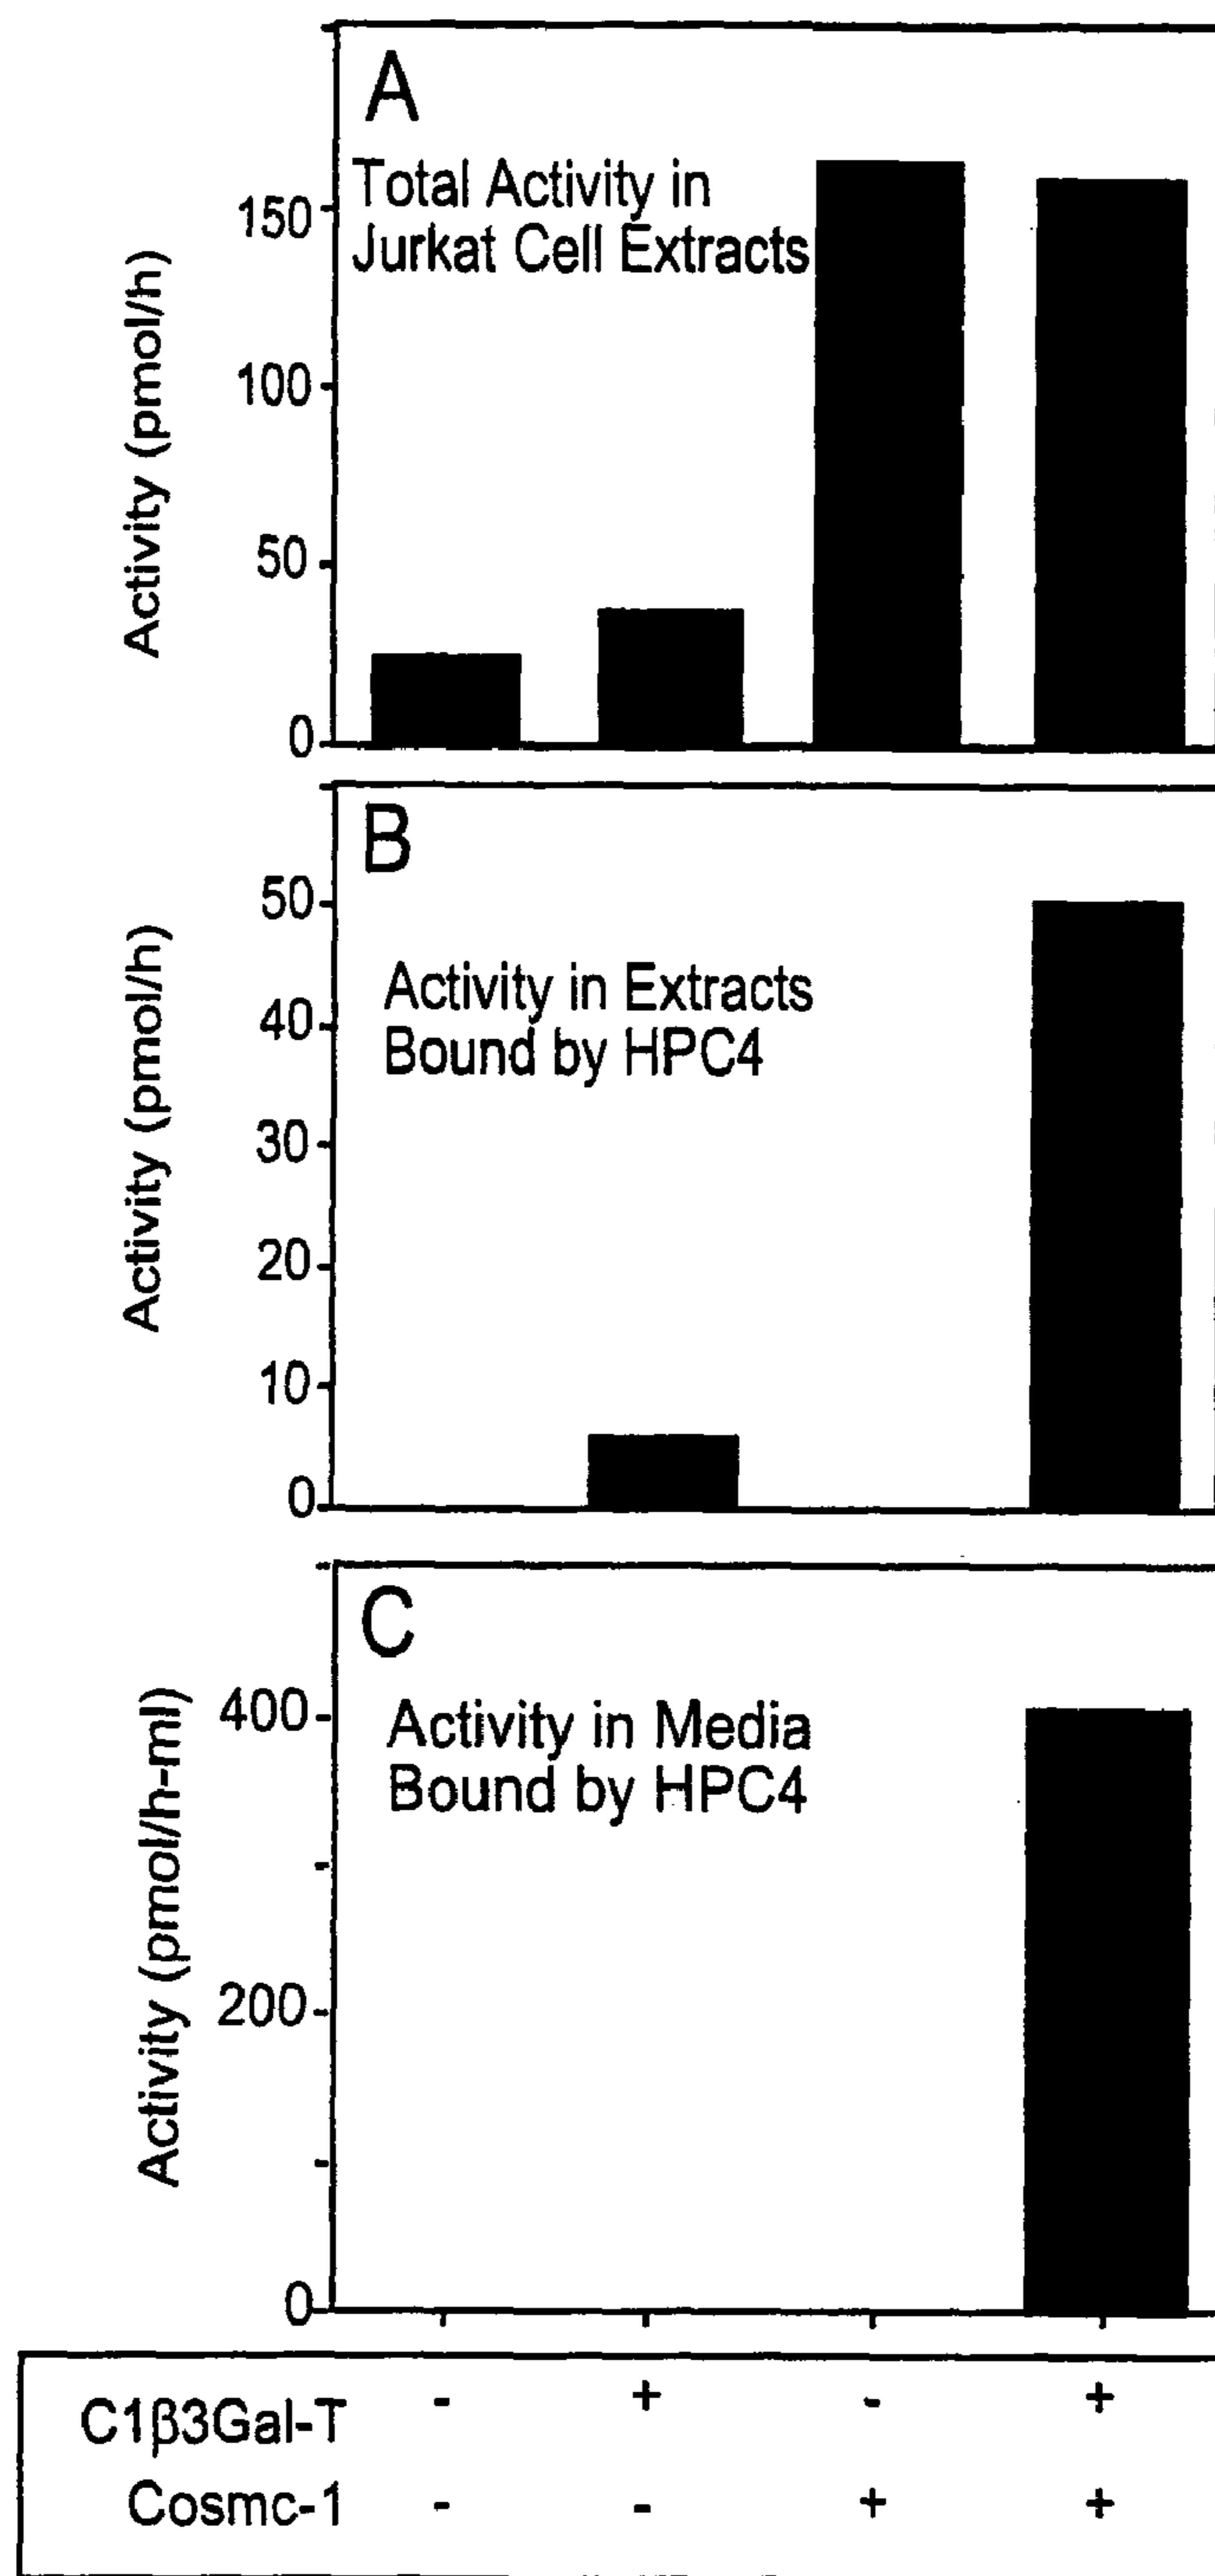 A
Total Activity in
Jurkat Cell Extracts
Activity (pmol/h)
150
100
50
0
B
Activity in Extracts
Bound by HPC4
Activity (pmol/h)
50
40
30
20
10
0
C
Activity in Media
Bound by HPC4
Activity (pmol/h-ml)
400
200
0
C1β3Gal-T - + - +
Cosmc-1 - - + +